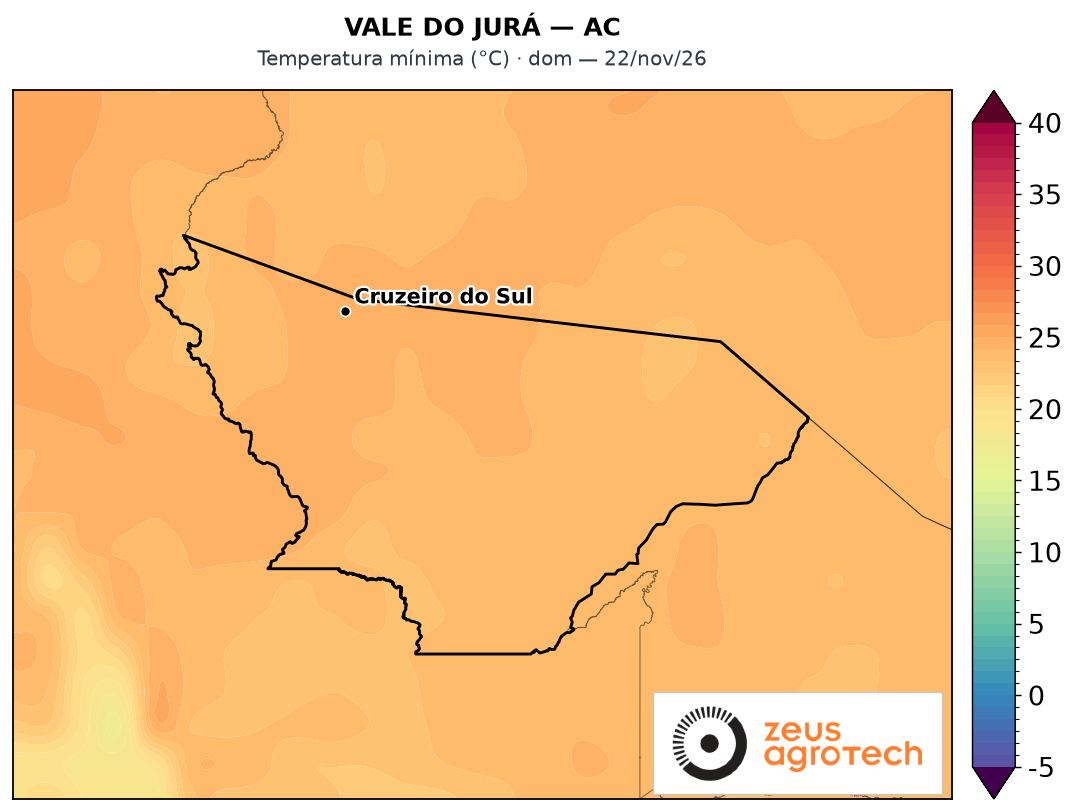 VALE DO JURÁ — AC
Temperatura mínima (°C) · dom — 22/nov/26
40
35
30
25
20
15
10
5
0
-5
Cruzeiro do Sul
zeus
agrotech